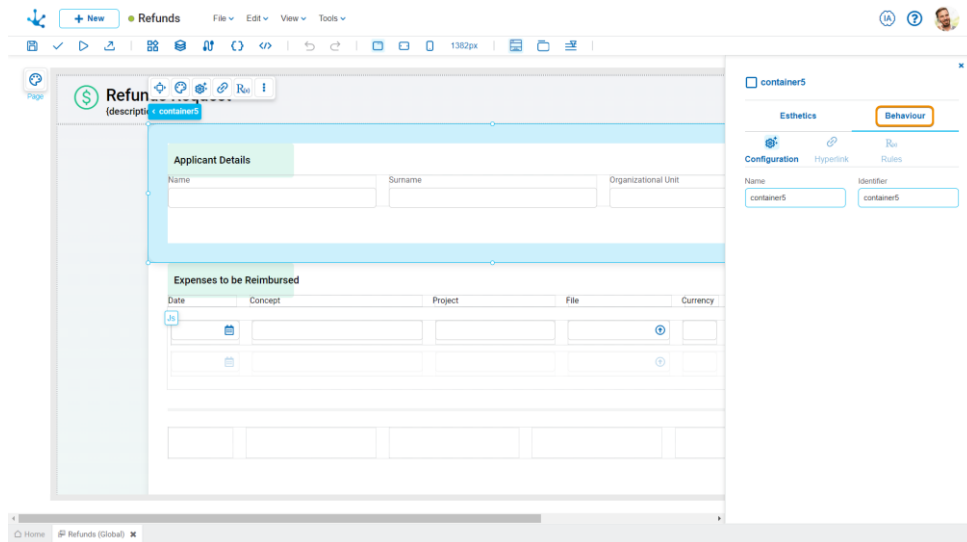 + New
Refunds
File
Edit
View
Tools
IA
?
1382px
Page
Refun
{descriptio
R
container5
Applicant Details
Name
Surname
Organizational Unit
Expenses to be Reimbursed
Date
Concept
Project
File
Currency
Js
container5
Esthetics
Behaviour
Configuration
Hyperlink
Rules
Name
Identifier
container5
container5
Home
Refunds (Global)